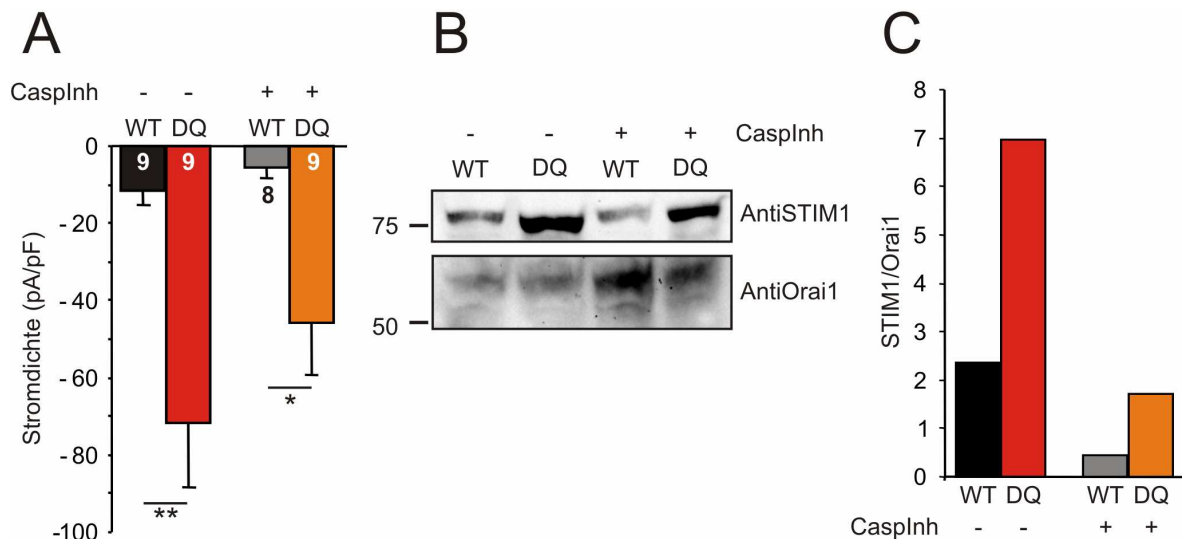 A
CaspInh - - + +
WT DQ WT DQ
0
9 9 8 9
-20
-40
-60
-80
-100
Stromdichte (pA/pF)
**
*
B
- - + + CaspInh
WT DQ WT DQ
75
AntiSTIM1
50
AntiOrai1
C
8
7
6
5
4
3
2
1
0
STIM1/Orai1
WT DQ WT DQ
CaspInh - - + +